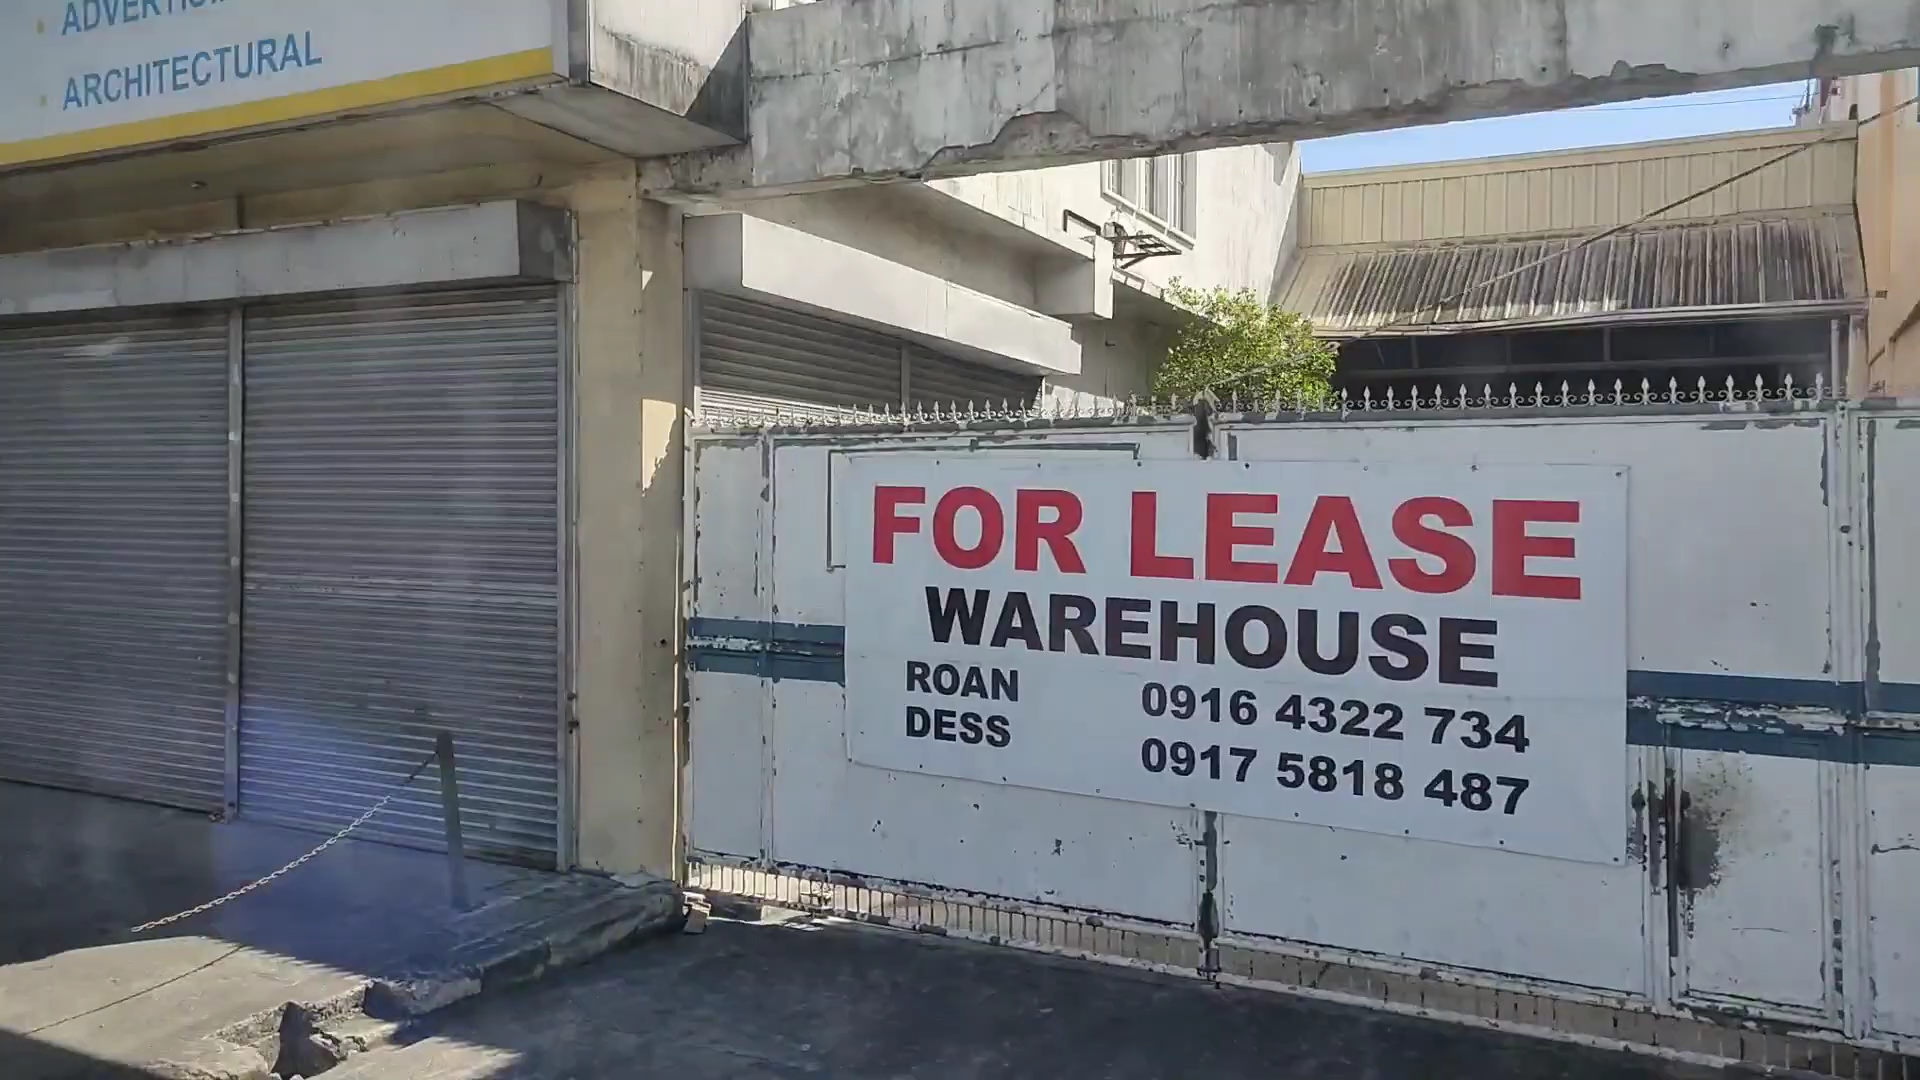 ARCHITECTURAL
FOR LEASE
WAREHOUSE
ROAN 0916 4322 734
DESS 0917 5818 487